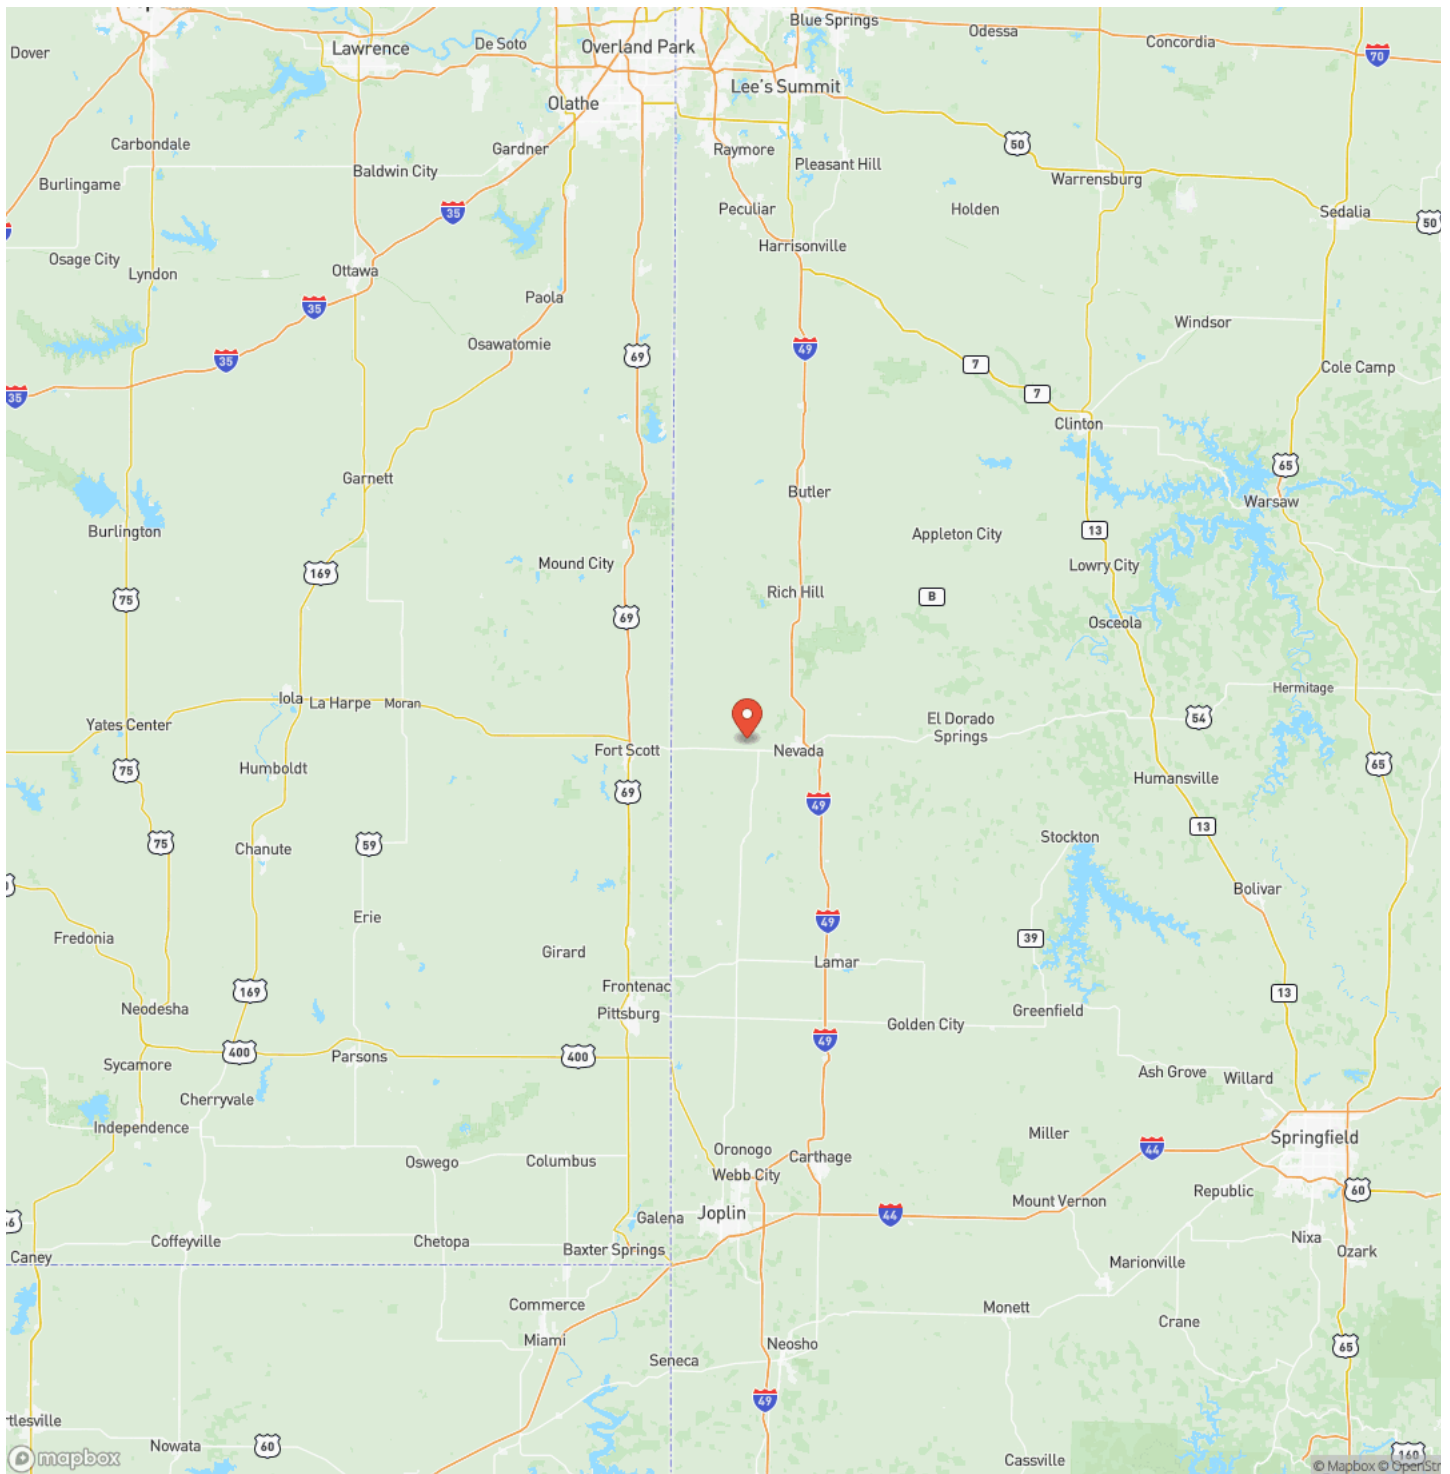 Blue Springs
Dover
Lawrence
De Soto
Overland Park
Odessa
Concordia
70
Lee's Summit
Olathe
Carbondale
Gardner
Raymore
Pleasant Hill
50
Baldwin City
Burlingame
Warrensburg
35
Peculiar
Holden
Sedalia
50
Harrisonville
Osage City
Lyndon
Ottawa
Paola
35
Windsor
Osawatomie
69
49
35
7
Cole Camp
35
7
Clinton
65
Garnett
Butler
Warsaw
Burlington
Appleton City
13
Mound City
Lowry City
169
75
Rich Hill
B
69
Osceola
Hermitage
Iola
La Harpe
Moran
54
Yates Center
El Dorado
Springs
Fort Scott
Nevada
65
75
Humboldt
Humansville
69
49
13
75
59
Stockton
Chanute
Bolivar
Erie
49
Fredonia
39
Girard
Lamar
Frontenac
169
13
Neodesha
Pittsburg
Greenfield
Golden City
49
400
Parsons
400
Sycamore
Ash Grove
Willard
Cherryvale
Independence
Miller
Springfield
Oronogo
44
Carthage
Oswego
Columbus
Webb City
Republic
60
Mount Vernon
Joplin
44
Galena
Nixa
Coffeyville
Chetopa
Baxter Springs
Ozark
Caney
Marionville
Commerce
Monett
Crane
Miami
Neosho
65
Seneca
49
tlesville
Nowata
60
160
Cassville
mapbox
© Mapbox © OpenStr